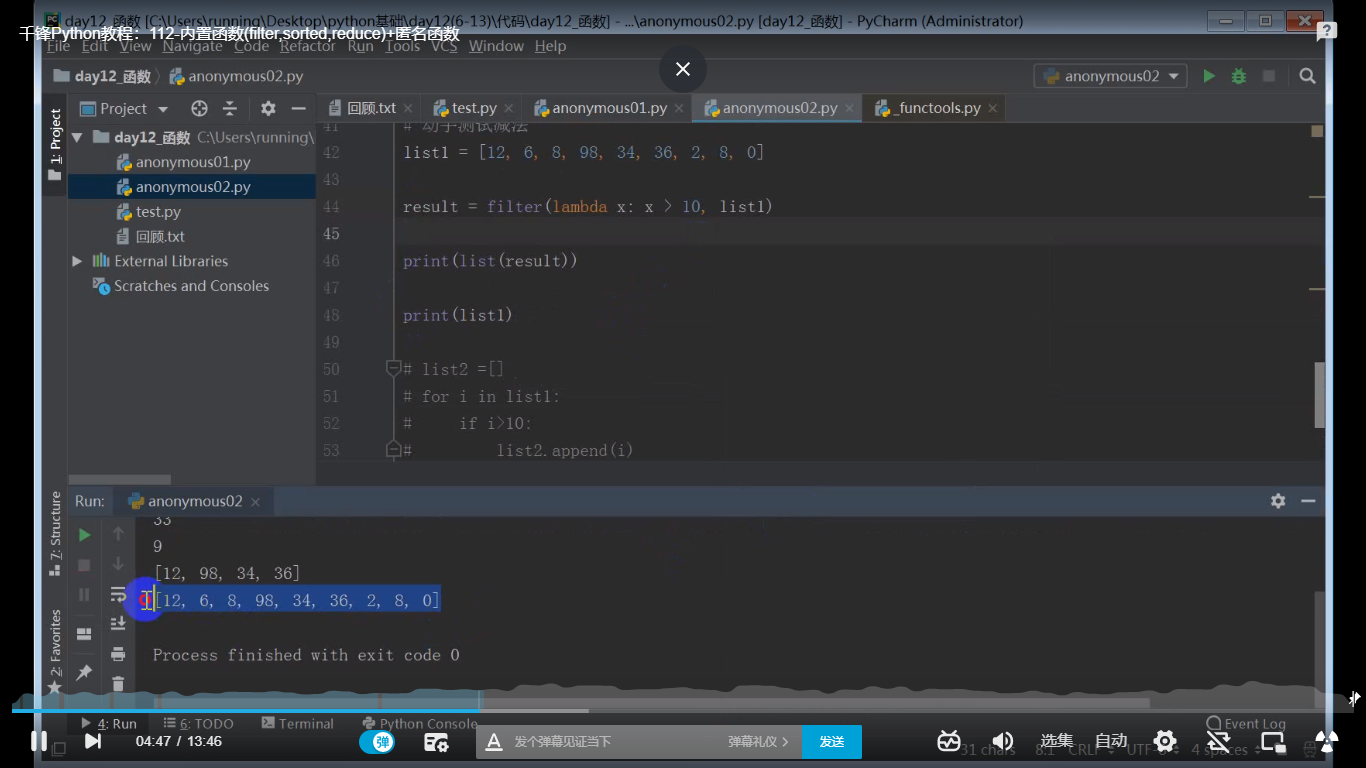 day12_函数 [C:\Users\running\Desktop\python基础\day12(6-13)\代码\day12_函数] - ...\anonymous02.py [day12_函数] - PyCharm (Administrator)
千锋Python教程：112-内置函数(filter,sorted,reduce)+匿名函数
File Edit View Navigate Code Refactor Run Tools VCS Window Help
day12_函数 anonymous02.py
anonymous02
Project
回顾.txt test.py anonymous01.py anonymous02.py _functools.py
1: Project
day12_函数 C:\Users\running\
anonymous01.py
anonymous02.py
test.py
回顾.txt
External Libraries
Scratches and Consoles
41 # 动手测试减法
42 list1 = [12, 6, 8, 98, 34, 36, 2, 8, 0]
43
44 result = filter(lambda x: x > 10, list1)
45
46 print(list(result))
47
48 print(list1)
49
50 # list2 =[]
51 # for i in list1:
52 #     if i>10:
53 #         list2.append(i)
Run: anonymous02
7: Structure
2: Favorites
33
9
[12, 98, 34, 36]
[12, 6, 8, 98, 34, 36, 2, 8, 0]
Process finished with exit code 0
4: Run 6: TODO Terminal Python Console Event Log
04:47 / 13:46 弹 A 发个弹幕见证当下 弹幕礼仪 > 发送 选集 自动
31 chars 8:1 CRLF UTF-8 4 spaces